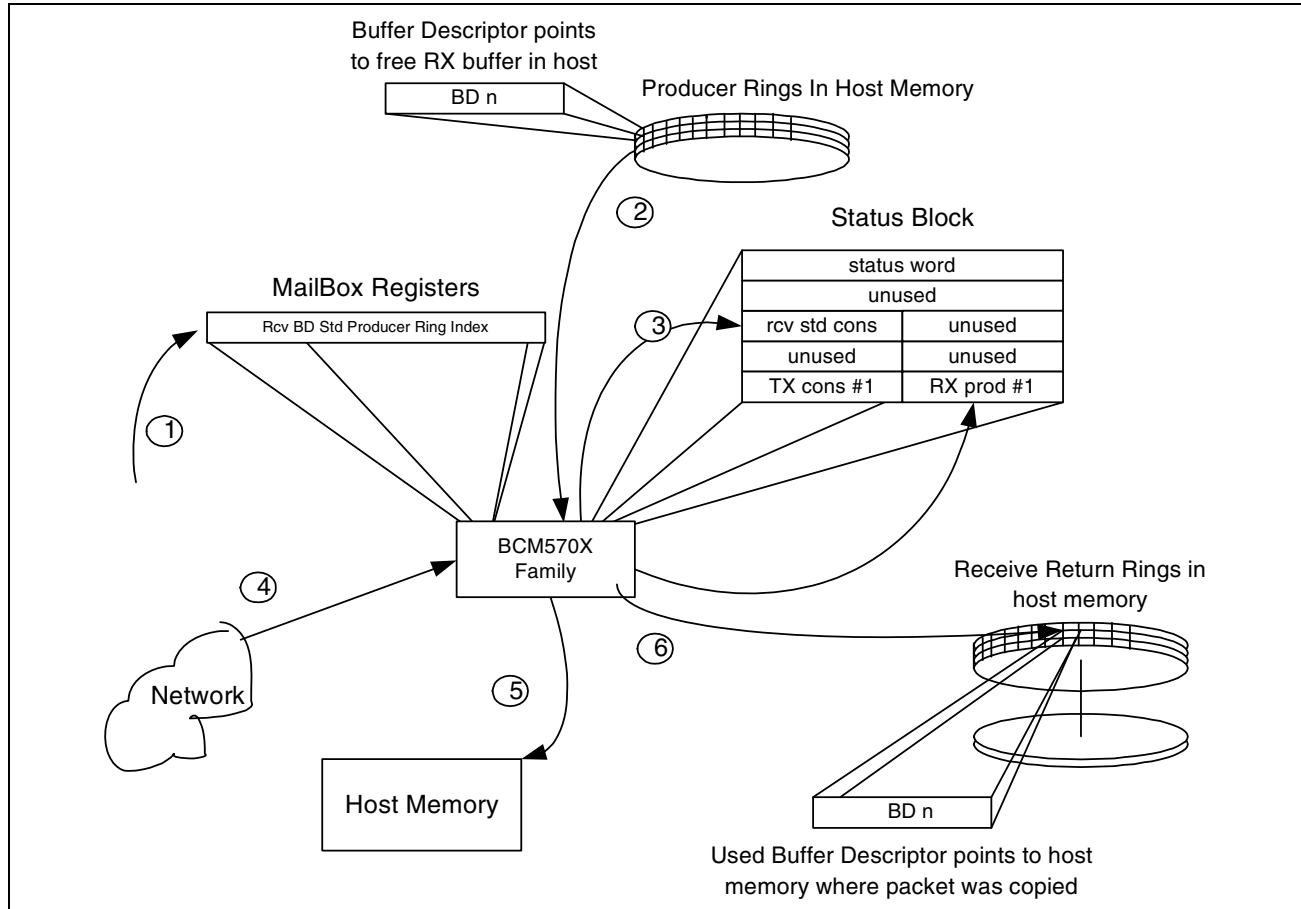 Buffer Descriptor points
to free RX buffer in host
BD n
Producer Rings In Host Memory
2
Status Block
status word
unused
MailBox Registers
Rcv BD Std Producer Ring Index
3
rcv std cons
unused
unused
unused
TX cons #1
RX prod #1
1
BCM570X
Family
4
Receive Return Rings in
host memory
6
Network
5
Host Memory
BD n
Used Buffer Descriptor points to host
memory where packet was copied